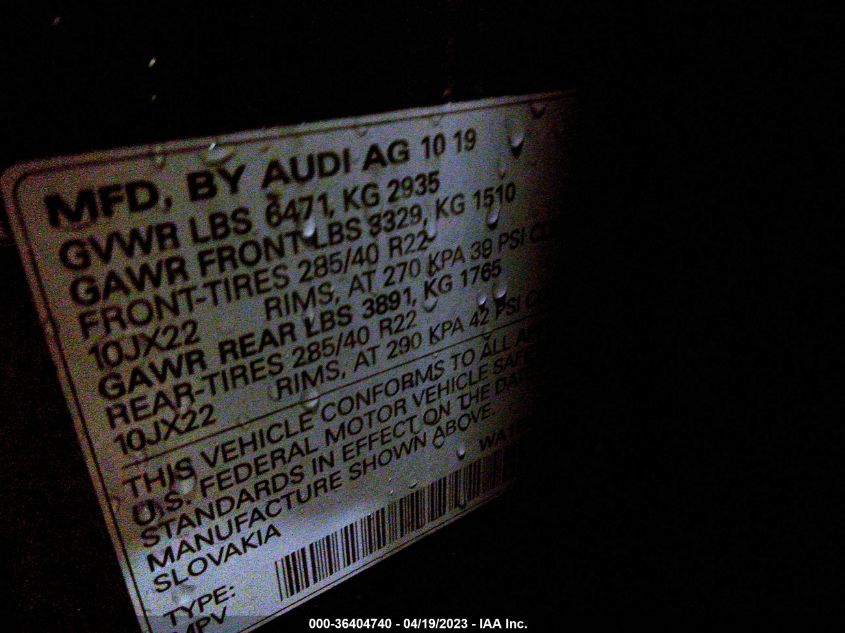 MFD. BY AUDI AG 10 19
GVWR LBS 6471, KG 2935
GAWR FRONT LBS 3329, KG 1510
FRONT-TIRES 285/40 R22
10JX22 RIMS, AT 270 KPA 39 PSI
GAWR REAR LBS 3891, KG 1765
REAR-TIRES 285/40 R22
10JX22 RIMS, AT 290 KPA 42 PSI
THIS VEHICLE CONFORMS TO ALL
U.S. FEDERAL MOTOR VEHICLE
STANDARDS IN EFFECT ON THE
MANUFACTURE SHOWN ABOVE.
SLOVAKIA
TYPE:
MPV
000-36404740 - 04/19/2023 - IAA Inc.